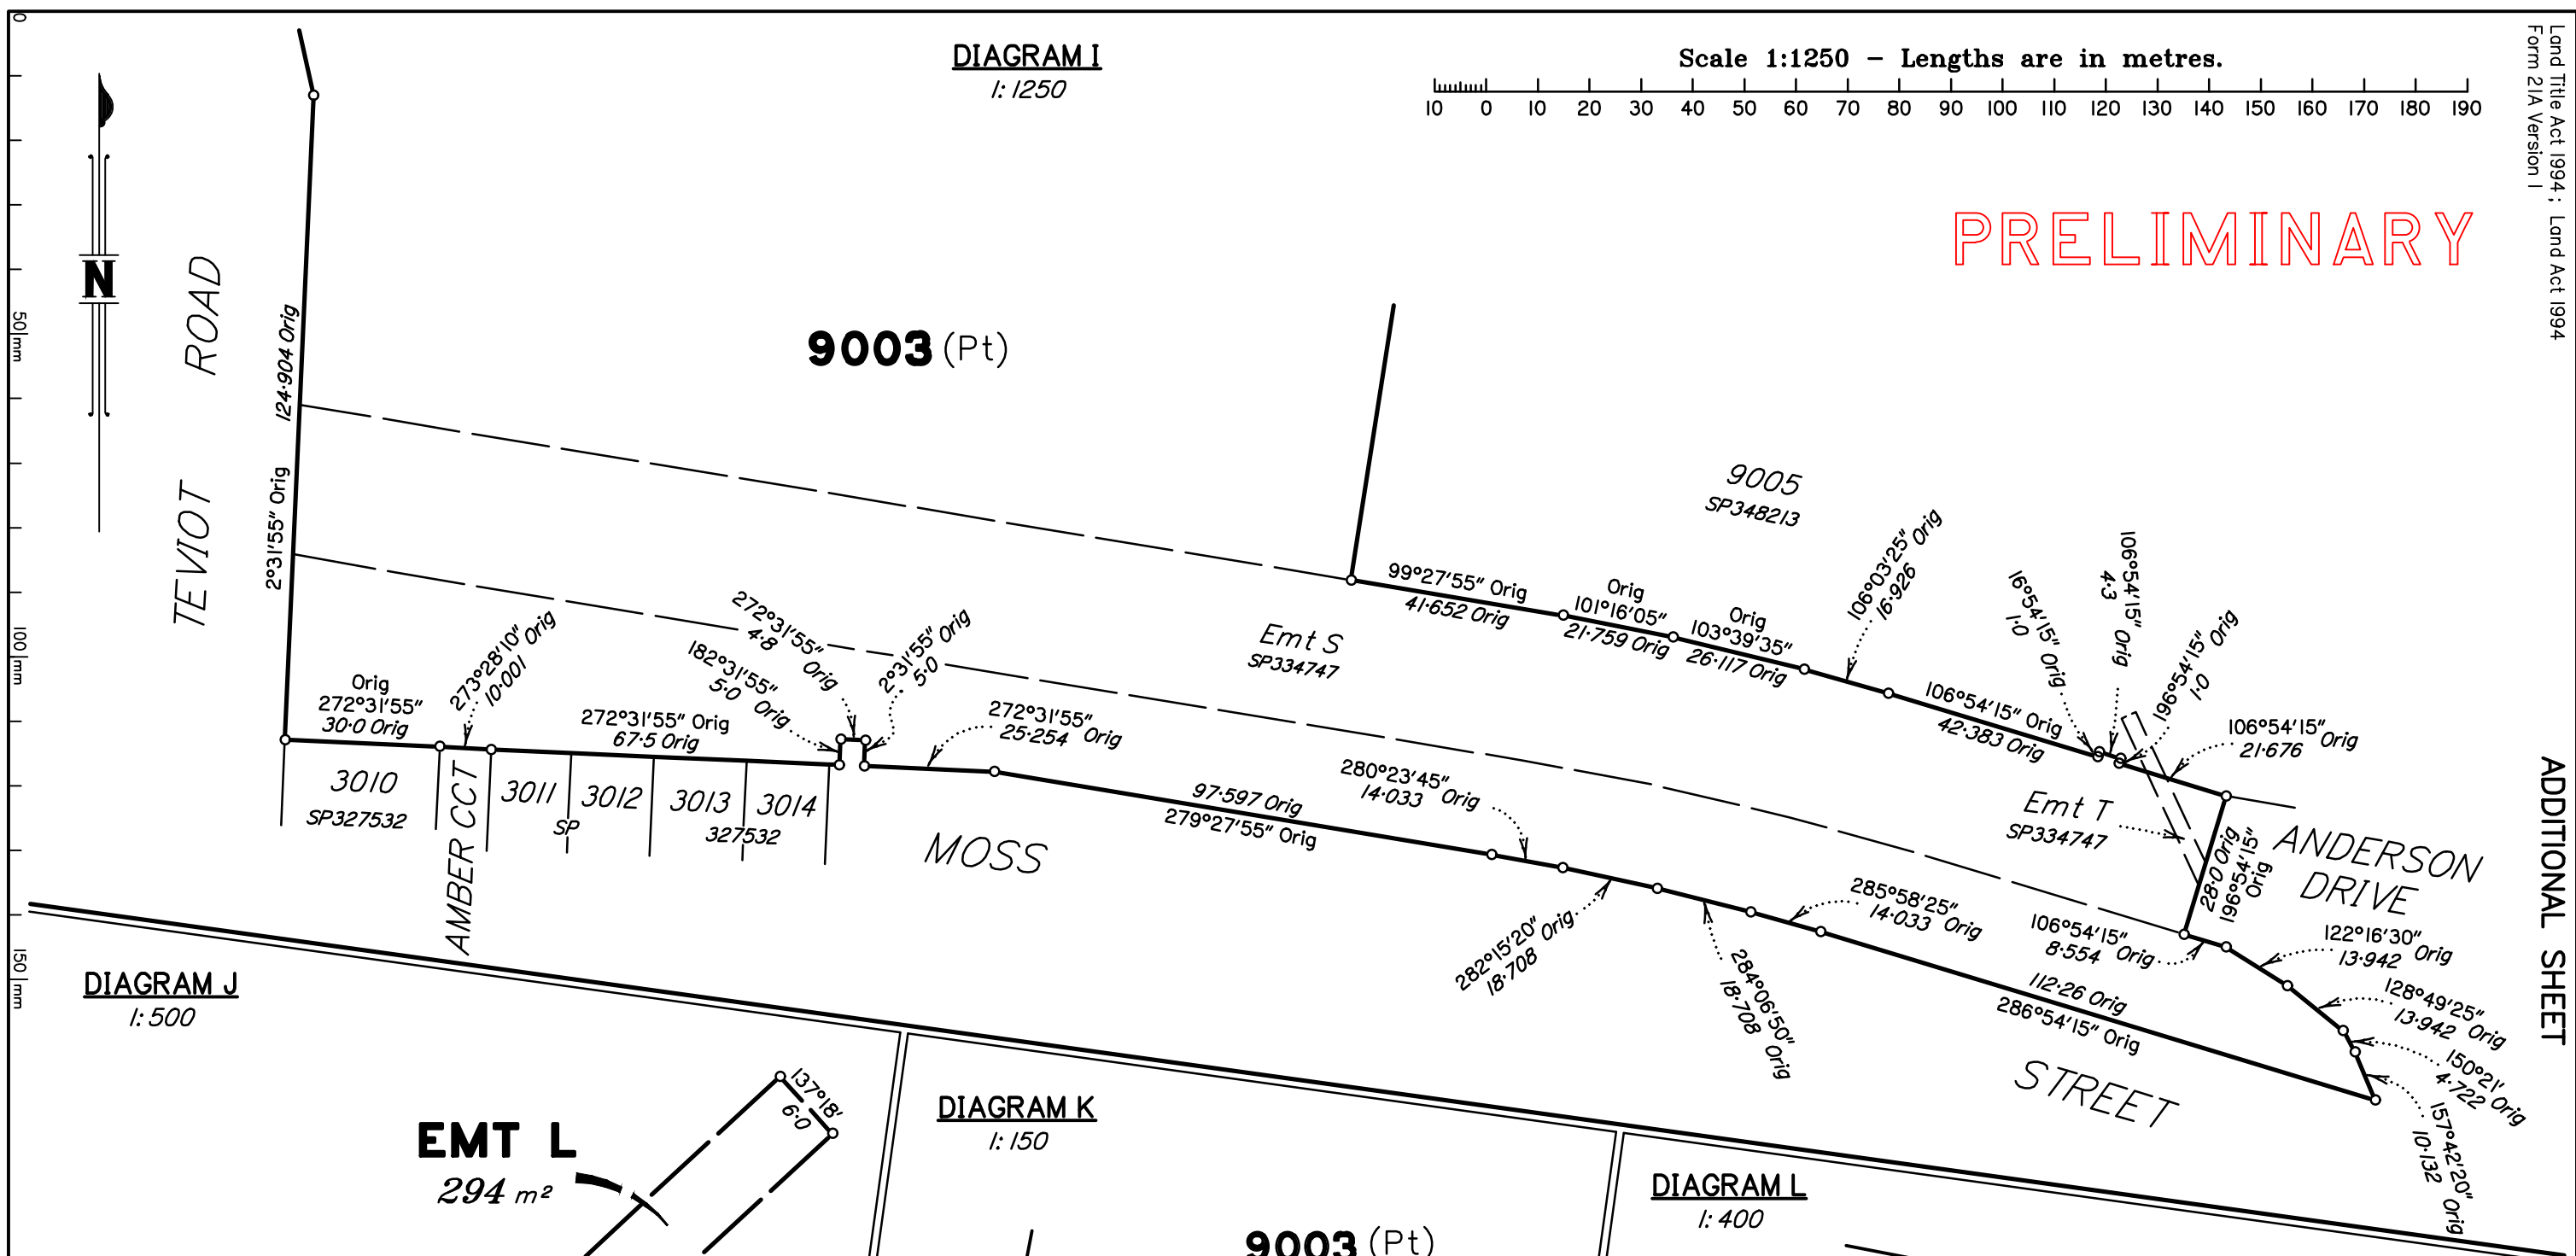 DIAGRAM I
1:1250
Scale 1:1250 – Lengths are in metres.
10 0 10 20 30 40 50 60 70 80 90 100 110 120 130 140 150 160 170 180 190
Land Title Act 1994 ; Land Act 1994
Form 21A Version 1
PRELIMINARY
0
50 mm
100 mm
150 mm
N
TEVIOT ROAD
124·904 Orig
2°31'55" Orig
9003 (Pt)
9005
SP348213
99°27'55" Orig
41·652 Orig
Orig
101°16'05"
21·759 Orig
Orig
103°39'35"
26·117 Orig
106°03'25" Orig
16·926
106°54'15" Orig
42·383 Orig
16°54'15" Orig
1·0
106°54'15" Orig
4·3
196°54'15" Orig
1·0
106°54'15" Orig
21·676
Emt S
SP334747
Emt T
SP334747
28·0 Orig
196°54'15"
Orig
ANDERSON
DRIVE
ADDITIONAL SHEET
Orig
272°31'55"
30·0 Orig
273°28'10" Orig
10·001
272°31'55" Orig
67·5 Orig
182°31'55"
5·0 Orig
272°31'55"
4·8 Orig
2°31'55" Orig
5·0
272°31'55"
25·254 Orig
97·597 Orig
279°27'55" Orig
280°23'45"
14·033 Orig
282°15'20" Orig
18·708
284°06'50"
18·708 Orig
285°58'25"
14·033 Orig
112·26 Orig
286°54'15" Orig
106°54'15"
8·554 Orig
122°16'30"
13·942 Orig
128°49'25"
13·942 Orig
150°21'
4·722 Orig
157°42'20"
10·132 Orig
3010
SP327532
AMBER CCT
3011
3012
3013
3014
SP 327532
MOSS
STREET
DIAGRAM J
1:500
EMT L
294 m²
137°18'
6·0
DIAGRAM K
1:150
9003 (Pt)
DIAGRAM L
1:400